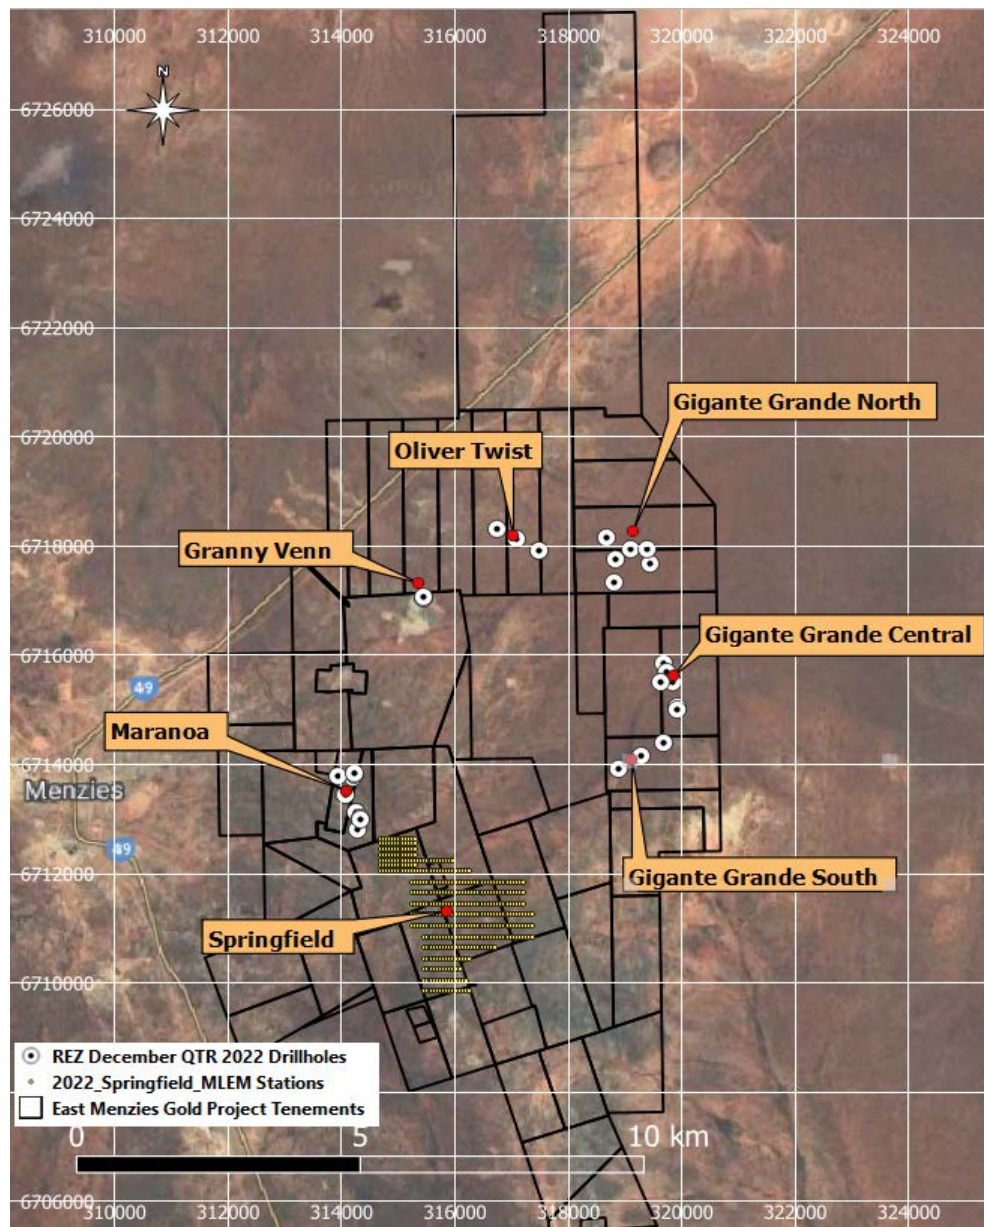 310000 312000 314000 316000 318000 320000 322000 324000
N
6726000
6724000
6722000
6720000
6718000
6716000
6714000
6712000
6710000
6706000
Gigante Grande North
Oliver Twist
Granny Venn
Gigante Grande Central
49
Maranoa
Menzies
49
Gigante Grande South
Springfield
REZ December QTR 2022 Drillholes
2022_Springfield_MLEM Stations
East Menzies Gold Project Tenements
0 5 10 km
310000 312000 314000 316000 318000 320000 322000 324000